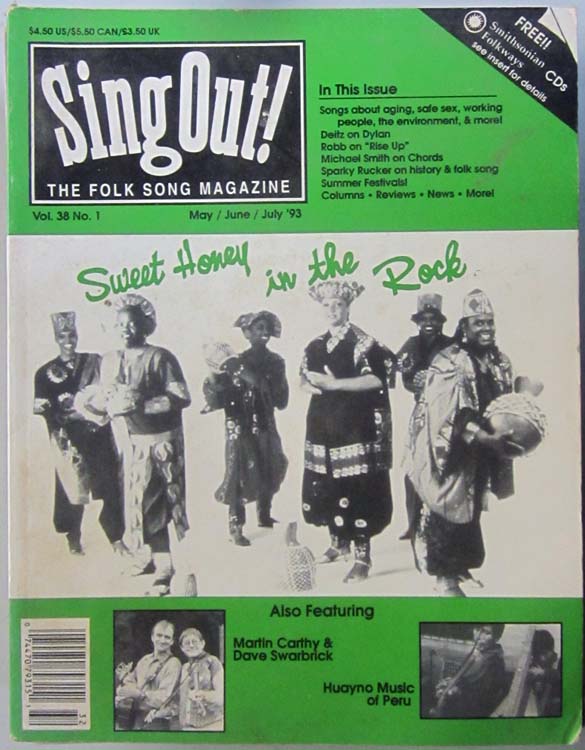 $4.50 US/$5.50 CAN/£3.50 UK
FREE!!
Smithsonian
Folkways
CDs
see insert for details
Sing Out!
THE FOLK SONG MAGAZINE
Vol. 38 No. 1
May / June / July '93
In This Issue
Songs about aging, safe sex, working
people, the environment, & more!
Deitz on Dylan
Robb on "Rise Up"
Michael Smith on Chords
Sparky Rucker on history & folk song
Summer Festivals!
Columns • Reviews • News • More!
Sweet Honey in the Rock
Also Featuring
Martin Carthy &
Dave Swarbrick
Huayno Music
of Peru